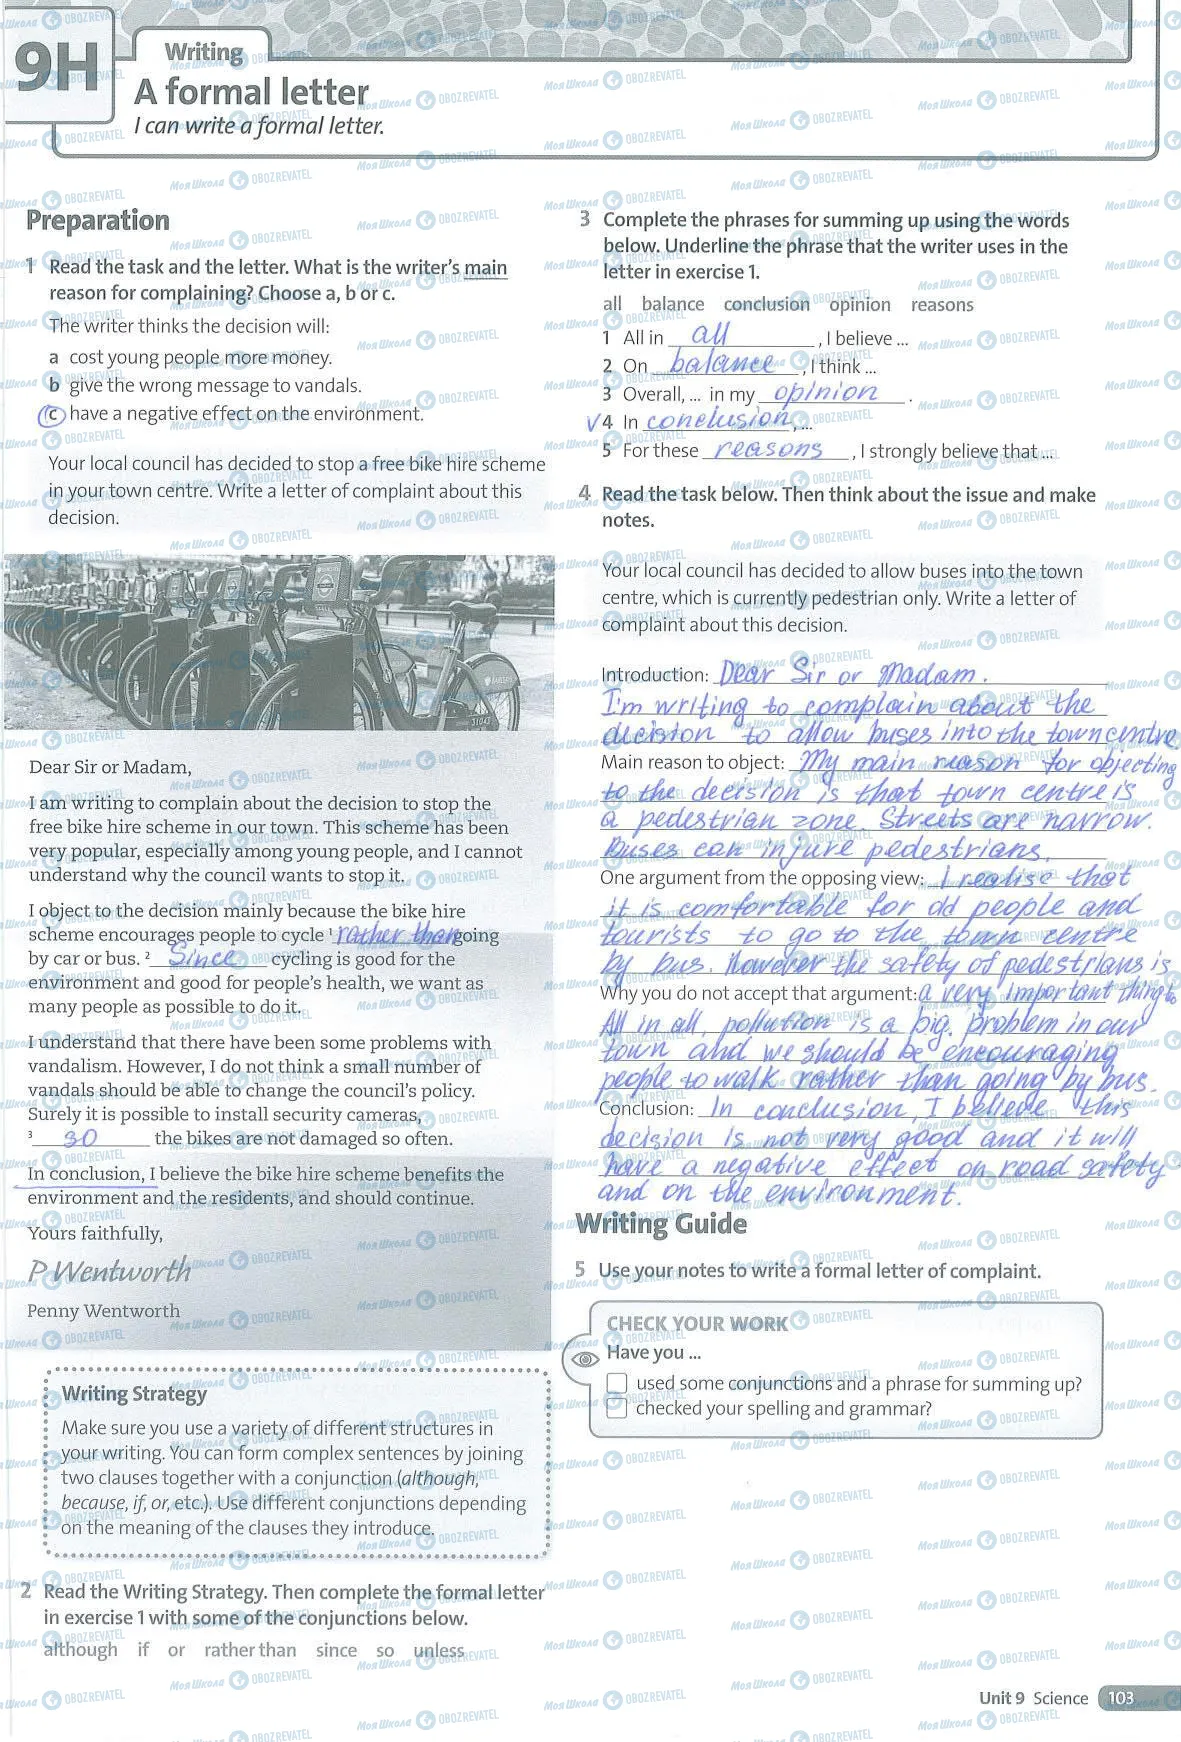 9H
Writing
A formal letter
I can write a formal letter.
Preparation
1 Read the task and the letter. What is the writer's main
reason for complaining? Choose a, b or c.
The writer thinks the decision will:
a cost young people more money.
b give the wrong message to vandals.
c have a negative effect on the environment.
Your local council has decided to stop a free bike hire scheme
in your town centre. Write a letter of complaint about this
decision.
Dear Sir or Madam,
I am writing to complain about the decision to stop the
free bike hire scheme in our town. This scheme has been
very popular, especially among young people, and I cannot
understand why the council wants to stop it.
I object to the decision mainly because the bike hire
scheme encourages people to cycle 1 rather than going
by car or bus. 2 Since cycling is good for the
environment and good for people's health, we want as
many people as possible to do it.
I understand that there have been some problems with
vandalism. However, I do not think a small number of
vandals should be able to change the council's policy.
Surely it is possible to install security cameras,
3 so the bikes are not damaged so often.
In conclusion, I believe the bike hire scheme benefits the
environment and the residents, and should continue.
Yours faithfully,
P Wentworth
Penny Wentworth
Writing Strategy
Make sure you use a variety of different structures in
your writing. You can form complex sentences by joining
two clauses together with a conjunction (although,
because, if, or, etc.). Use different conjunctions depending
on the meaning of the clauses they introduce.
2 Read the Writing Strategy. Then complete the formal letter
in exercise 1 with some of the conjunctions below.
although if or rather than since so unless
3 Complete the phrases for summing up using the words
below. Underline the phrase that the writer uses in the
letter in exercise 1.
all balance conclusion opinion reasons
1 All in all , I believe ...
2 On balance , I think ...
3 Overall, ... in my opinion .
√4 In conclusion , ...
5 For these reasons , I strongly believe that ...
4 Read the task below. Then think about the issue and make
notes.
Your local council has decided to allow buses into the town
centre, which is currently pedestrian only. Write a letter of
complaint about this decision.
Introduction: Dear Sir or Madam.
I'm writing to complain about the
decision to allow buses into the town centre.
Main reason to object: My main reason for objecting
to the decision is that town centre is
a pedestrian zone. Streets are narrow.
Buses can injure pedestrians.
One argument from the opposing view: I realise that
it is comfortable for old people and
tourists to go to the town centre
by bus. However the safety of pedestrians is
Why you do not accept that argument: a very important thing to
All in all, pollution is a big. problem in our
town and we should be encouraging
people to walk rather than going by bus.
Conclusion: In conclusion, I believe this
decision is not very good and it will
have a negative effect on road safety
and on the environment.
Writing Guide
5 Use your notes to write a formal letter of complaint.
CHECK YOUR WORK
Have you ...
used some conjunctions and a phrase for summing up?
checked your spelling and grammar?
Unit 9 Science 103
Моя Школа OBOZREVATEL